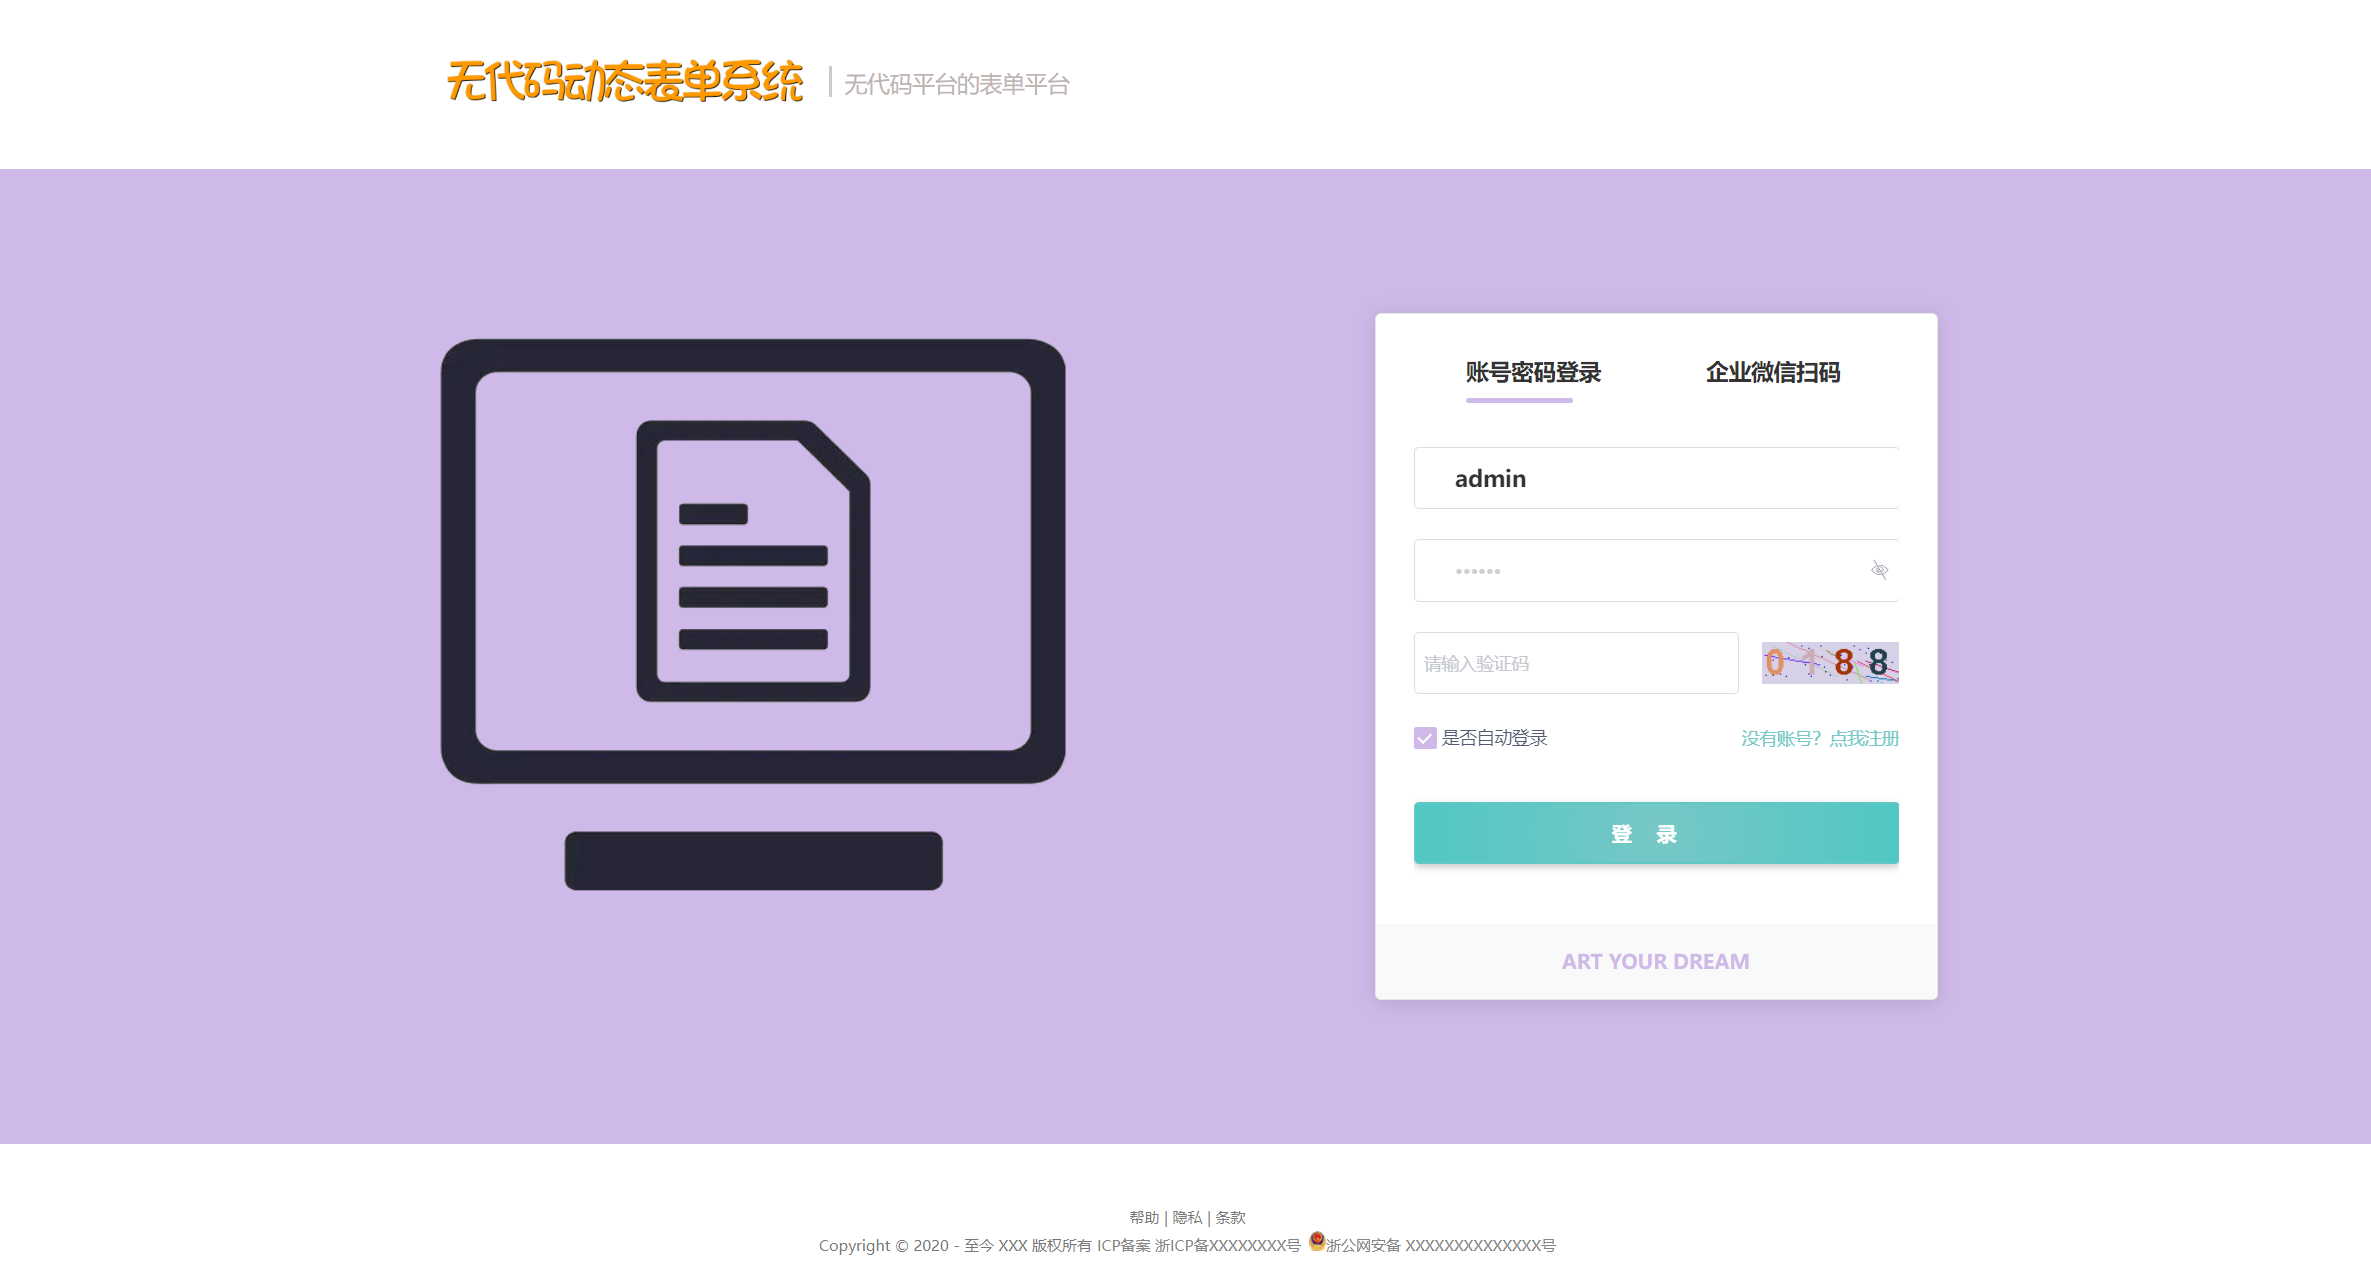 无代码动态表单系统
无代码平台的表单平台
账号密码登录 企业微信扫码
admin
••••••
请输入验证码
0188
是否自动登录 没有账号？点我注册
登 录
ART YOUR DREAM
帮助 | 隐私 | 条款
Copyright © 2020 - 至今 XXX 版权所有 ICP备案 浙ICP备XXXXXXXX号 浙公网安备 XXXXXXXXXXXXXX号